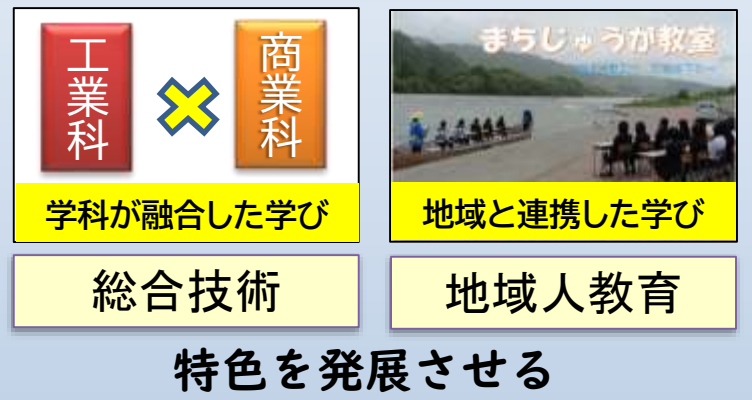 工業科
商業科
学科が融合した学び
総合技術
まちじゅうが教室
地域と連携した学び
地域人教育
特色を発展させる